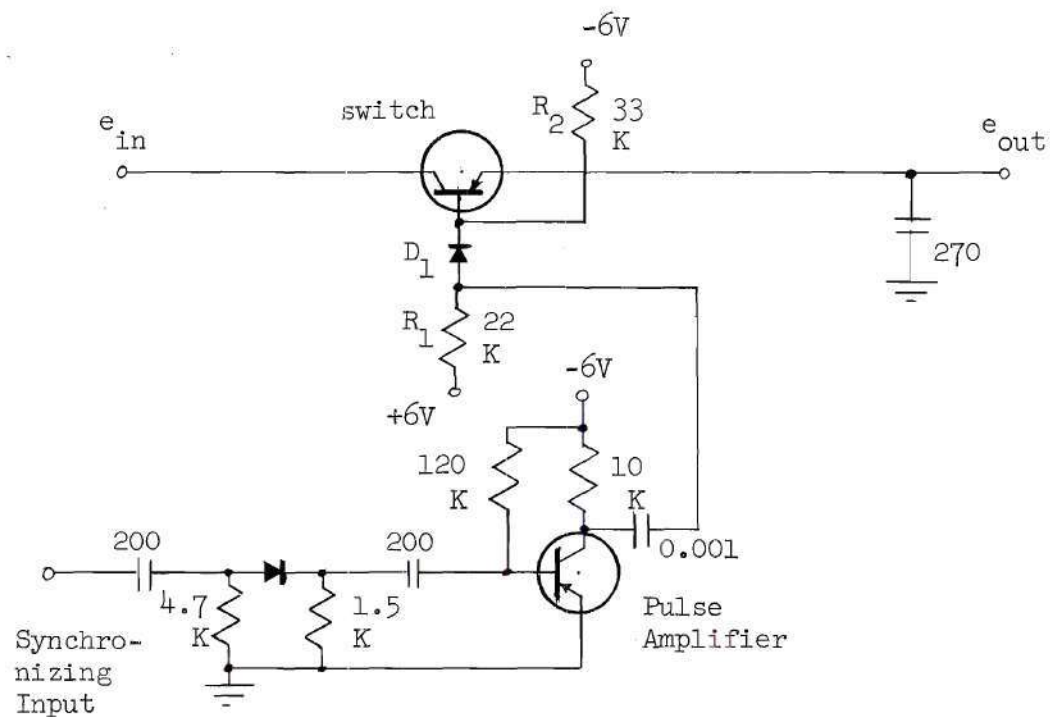 -6V
switch
R2
33
K
e in
e out
D1
270
R1
22
K
+6V
-6V
120
K
10
K
0.001
200
200
4.7
K
1.5
K
Pulse
Amplifier
Synchro-
nizing
Input